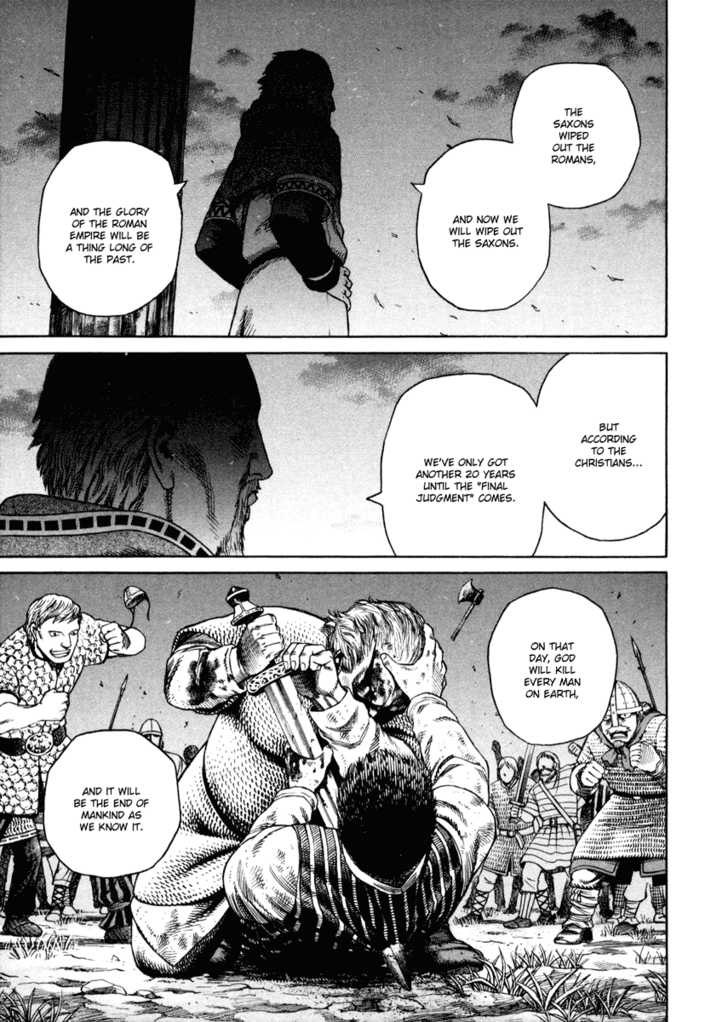 THE
SAXONS
WIPED
OUT THE
ROMANS,
AND NOW WE
WILL WIPE OUT
THE SAXONS.
AND THE GLORY
OF THE ROMAN
EMPIRE WILL BE
A THING LONG OF
THE PAST.
BUT
ACCORDING
TO THE
CHRISTIANS...
WE'VE ONLY GOT
ANOTHER 20 YEARS
UNTIL THE "FINAL
JUDGMENT" COMES.
ON THAT
DAY, GOD
WILL KILL
EVERY MAN
ON EARTH,
AND IT WILL
BE THE END OF
MANKIND AS
WE KNOW IT.